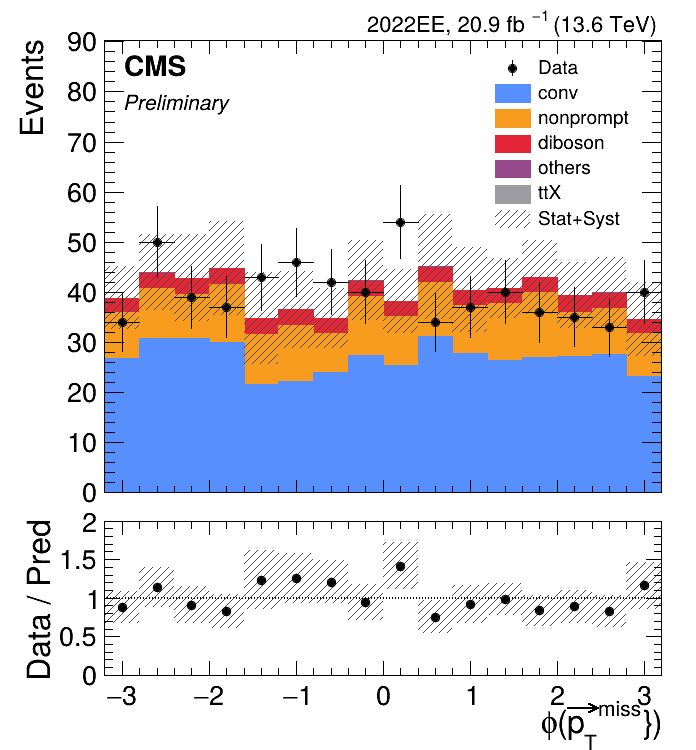 2022EE, 20.9 fb⁻¹ (13.6 TeV)
Events
90
80
70
60
50
40
30
20
10
0
CMS
Preliminary
Data
conv
nonprompt
diboson
others
ttX
Stat+Syst
Data / Pred
2
1.5
1
0.5
0
−3 −2 −1 0 1 2 3
ϕ(p⃗_T^miss})